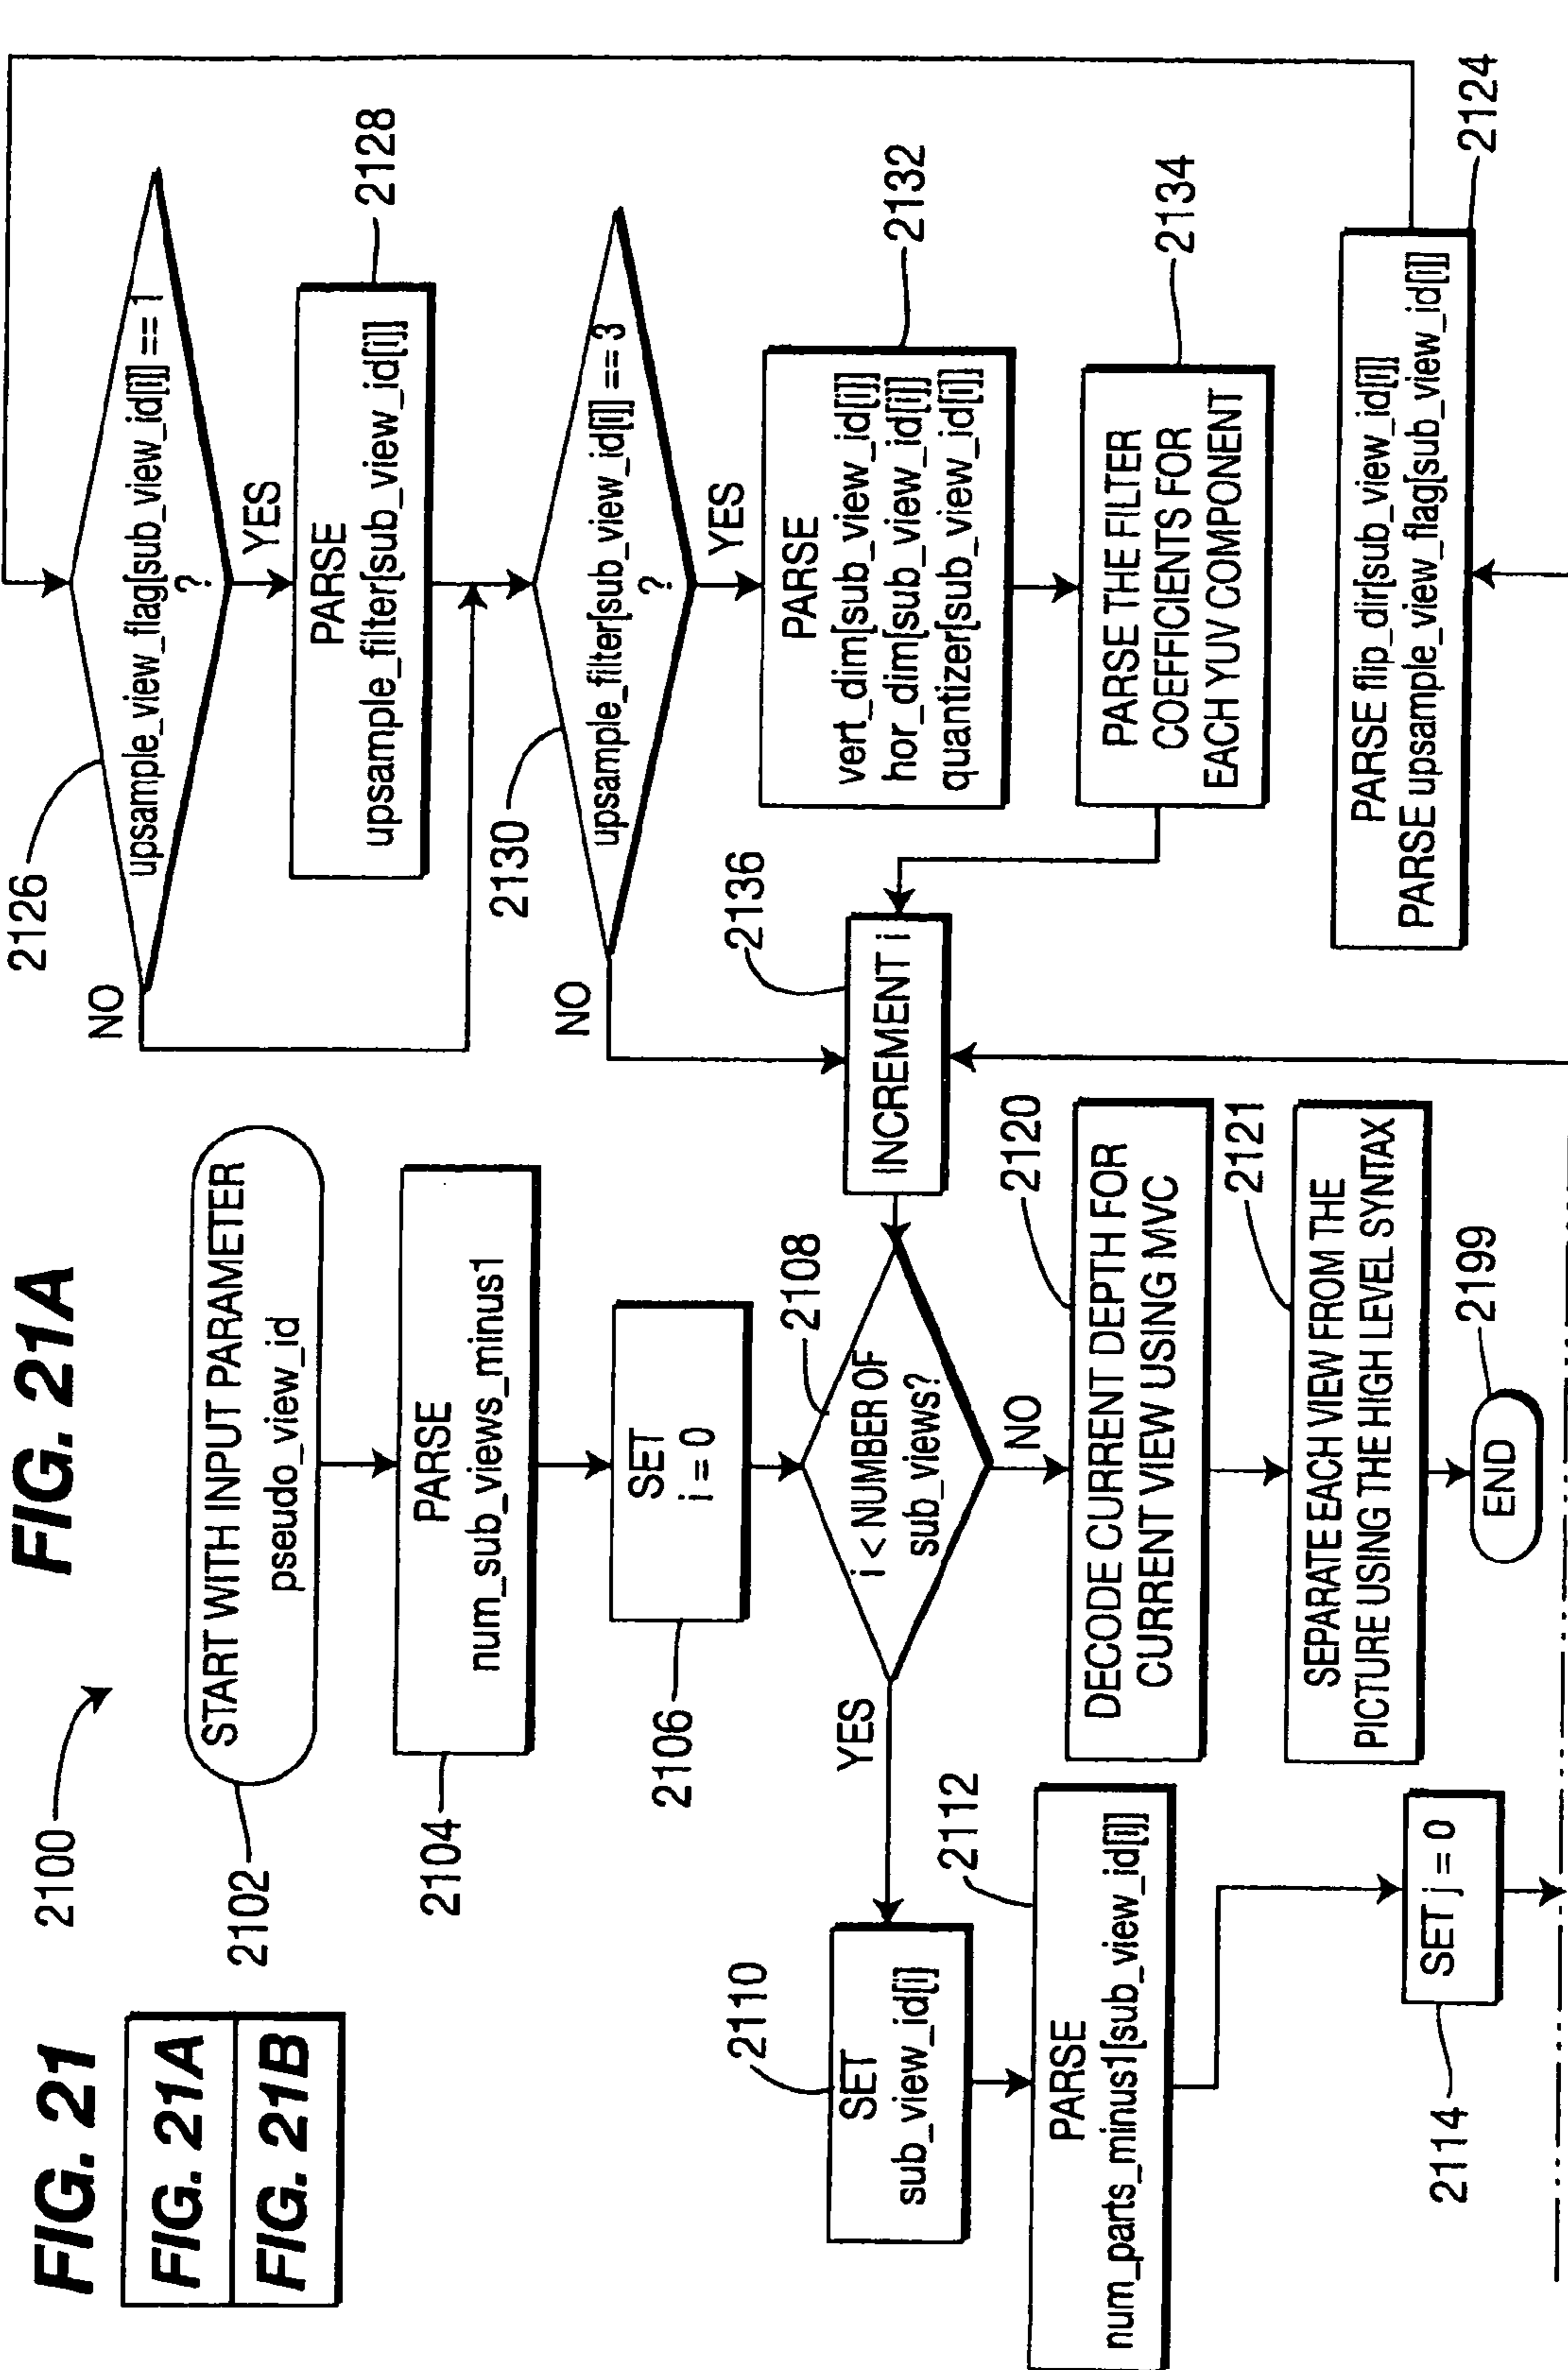 FIG. 21
FIG. 21A
FIG. 21B
FIG. 21A
2100
2102
START WITH INPUT PARAMETER
pseudo_view_id
2104
PARSE
num_sub_views_minus1
2106
SET
i = 0
2108
i < NUMBER OF
sub_views?
YES
NO
2110
SET
sub_view_id[i]
2112
PARSE
num_parts_minus1[sub_view_id[i]]
2114
SET j = 0
2120
DECODE CURRENT DEPTH FOR
CURRENT VIEW USING MVC
2121
SEPARATE EACH VIEW FROM THE
PICTURE USING THE HIGH LEVEL SYNTAX
2199
END
2126
upsample_view_flag[sub_view_id[i]] == 1
?
NO
YES
2128
PARSE
upsample_filter[sub_view_id[i]]
2130
upsample_filter[sub_view_id[i]] == 3
?
NO
YES
2132
PARSE
vert_dim[sub_view_id[i]]
hor_dim[sub_view_id[i]]
quantizer[sub_view_id[i]]
2134
PARSE THE FILTER
COEFFICIENTS FOR
EACH YUV COMPONENT
2136
INCREMENT i
2124
PARSE flip_dir[sub_view_id[i]]
PARSE upsample_view_flag[sub_view_id[i]]